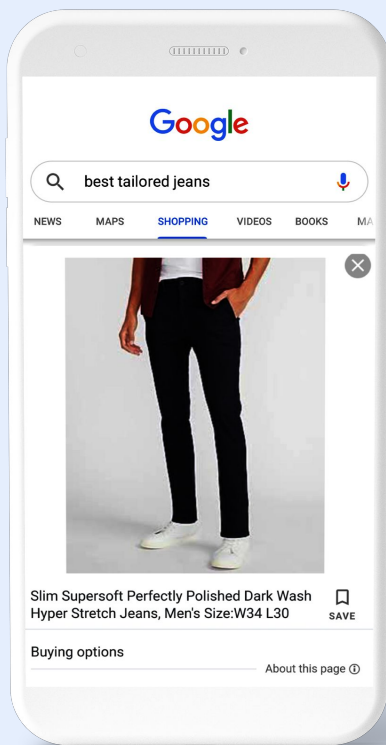 Google
best tailored jeans
NEWS MAPS SHOPPING VIDEOS BOOKS MA
Slim Supersoft Perfectly Polished Dark Wash
Hyper Stretch Jeans, Men's Size:W34 L30
SAVE
Buying options
About this page